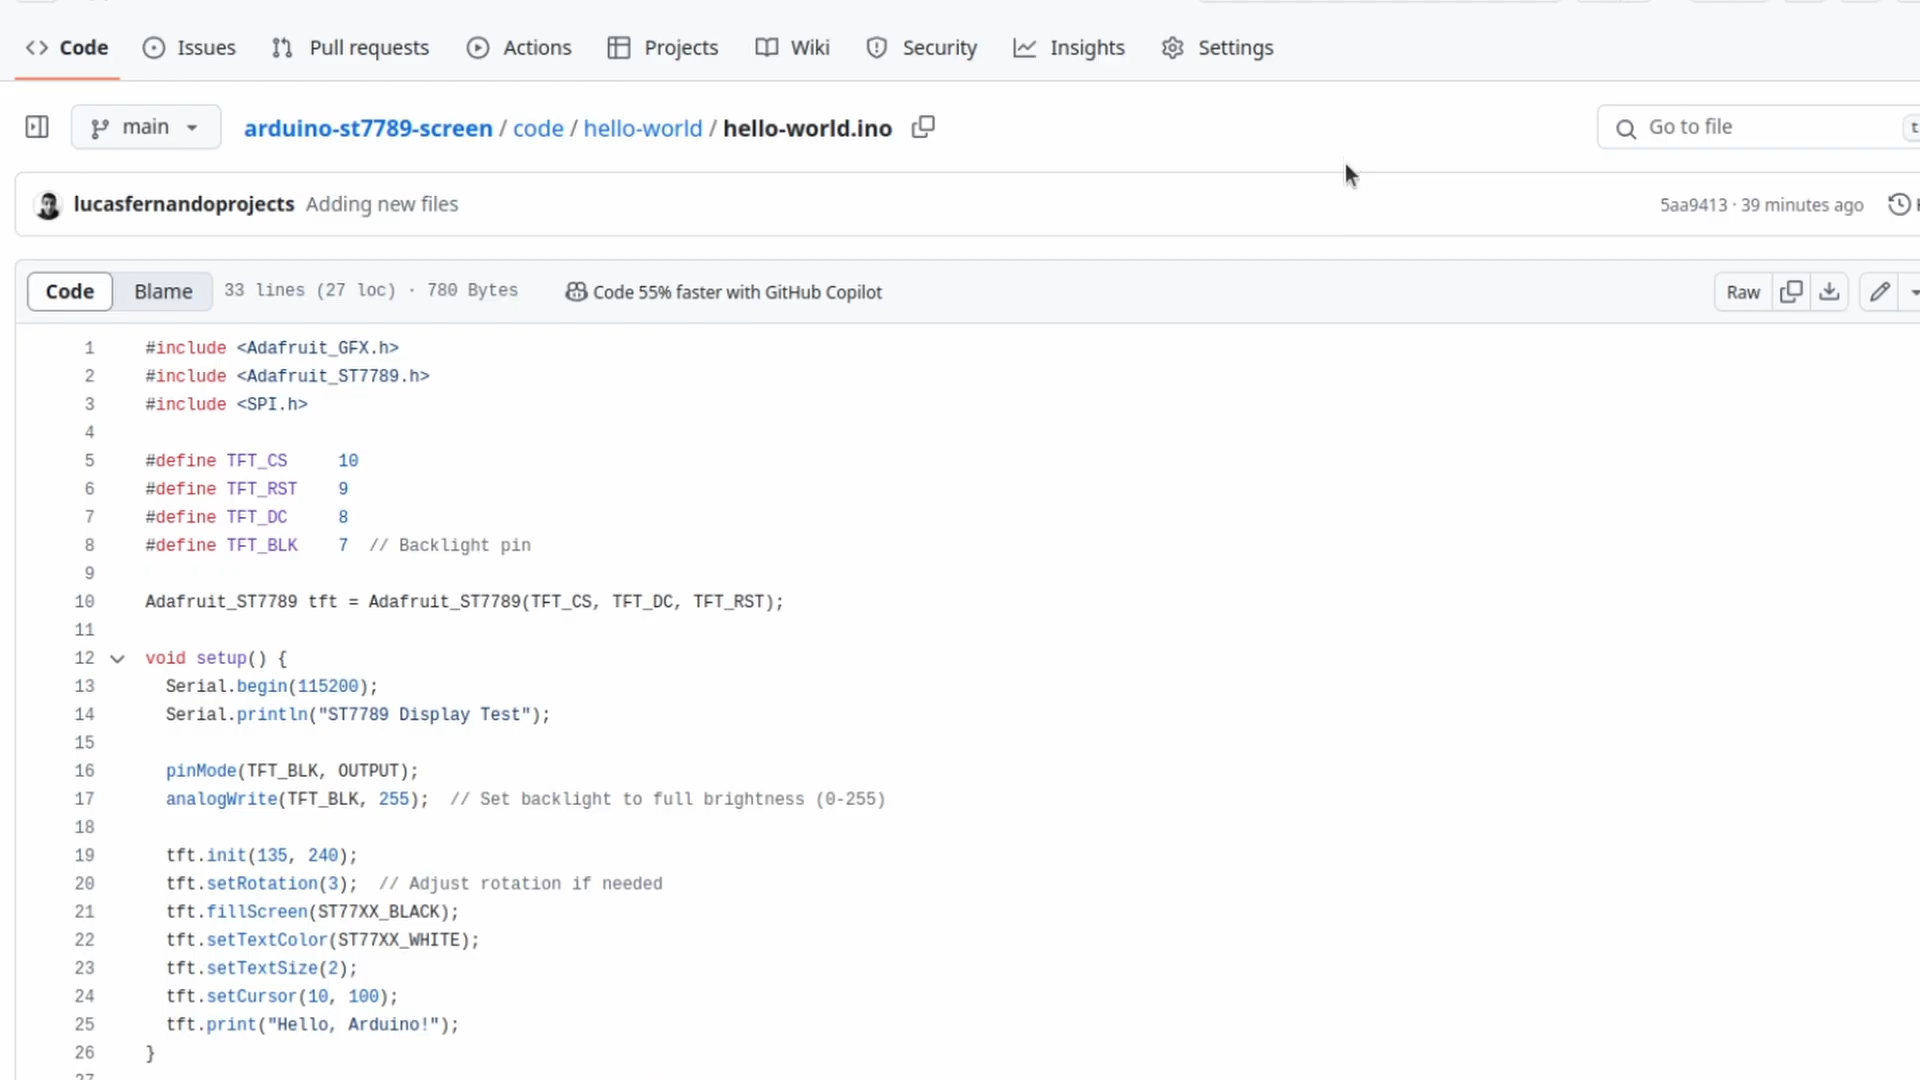 Code Issues Pull requests Actions Projects Wiki Security Insights Settings
main arduino-st7789-screen / code / hello-world / hello-world.ino Go to file t
lucasfernandoprojects Adding new files 5aa9413 · 39 minutes ago
Code Blame 33 lines (27 loc) · 780 Bytes Code 55% faster with GitHub Copilot Raw
1 #include <Adafruit_GFX.h>
2 #include <Adafruit_ST7789.h>
3 #include <SPI.h>
4
5 #define TFT_CS 10
6 #define TFT_RST 9
7 #define TFT_DC 8
8 #define TFT_BLK 7 // Backlight pin
9
10 Adafruit_ST7789 tft = Adafruit_ST7789(TFT_CS, TFT_DC, TFT_RST);
11
12 void setup() {
13 Serial.begin(115200);
14 Serial.println("ST7789 Display Test");
15
16 pinMode(TFT_BLK, OUTPUT);
17 analogWrite(TFT_BLK, 255); // Set backlight to full brightness (0-255)
18
19 tft.init(135, 240);
20 tft.setRotation(3); // Adjust rotation if needed
21 tft.fillScreen(ST77XX_BLACK);
22 tft.setTextColor(ST77XX_WHITE);
23 tft.setTextSize(2);
24 tft.setCursor(10, 100);
25 tft.print("Hello, Arduino!");
26 }